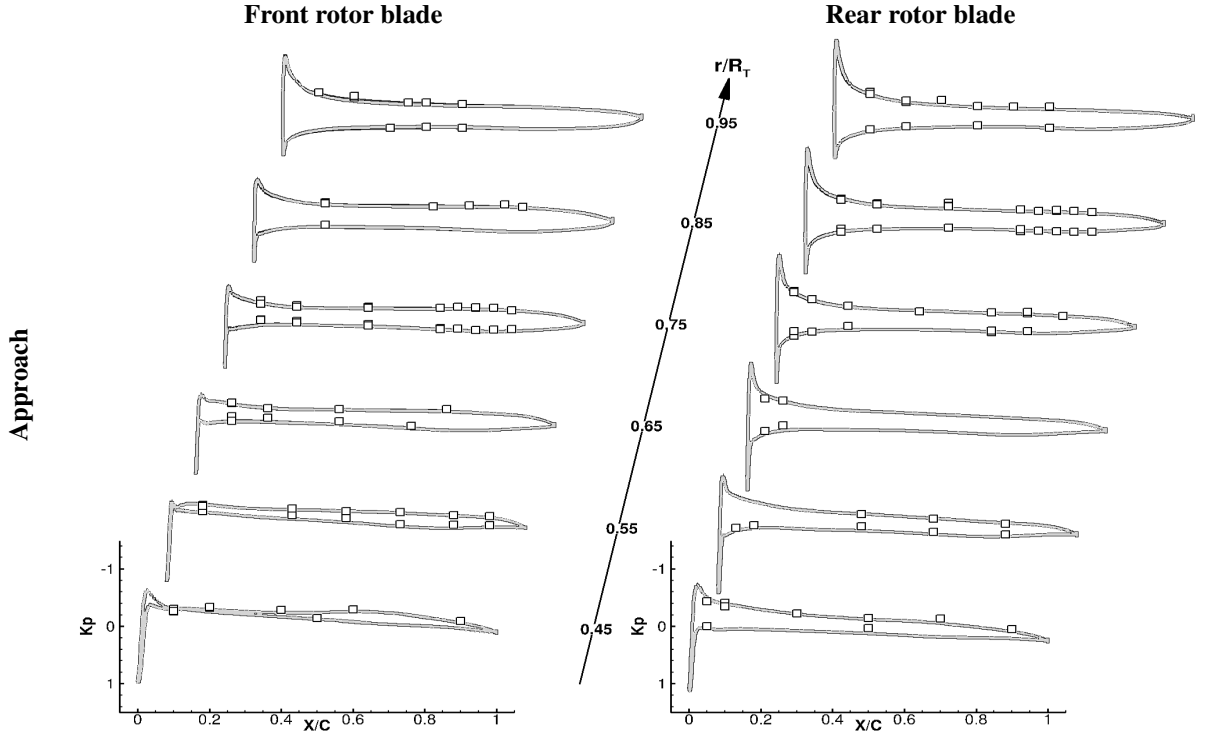 Front rotor blade
Rear rotor blade
r/R_T
0.95
0.85
0.75
0.65
0.55
0.45
Approach
Kp
-1
0
1
0 0.2 0.4 0.6 0.8 1
X/C
Kp
-1
0
1
0 0.2 0.4 0.6 0.8 1
X/C